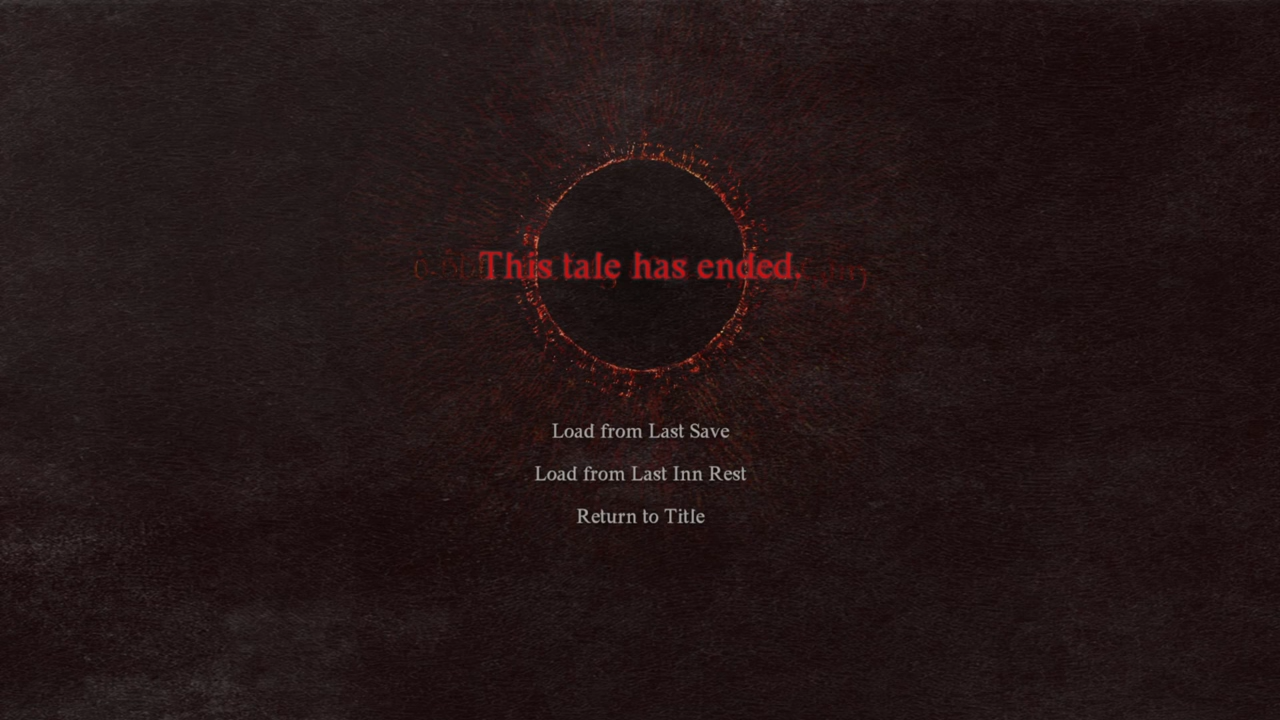 This tale has ended.
Load from Last Save
Load from Last Inn Rest
Return to Title